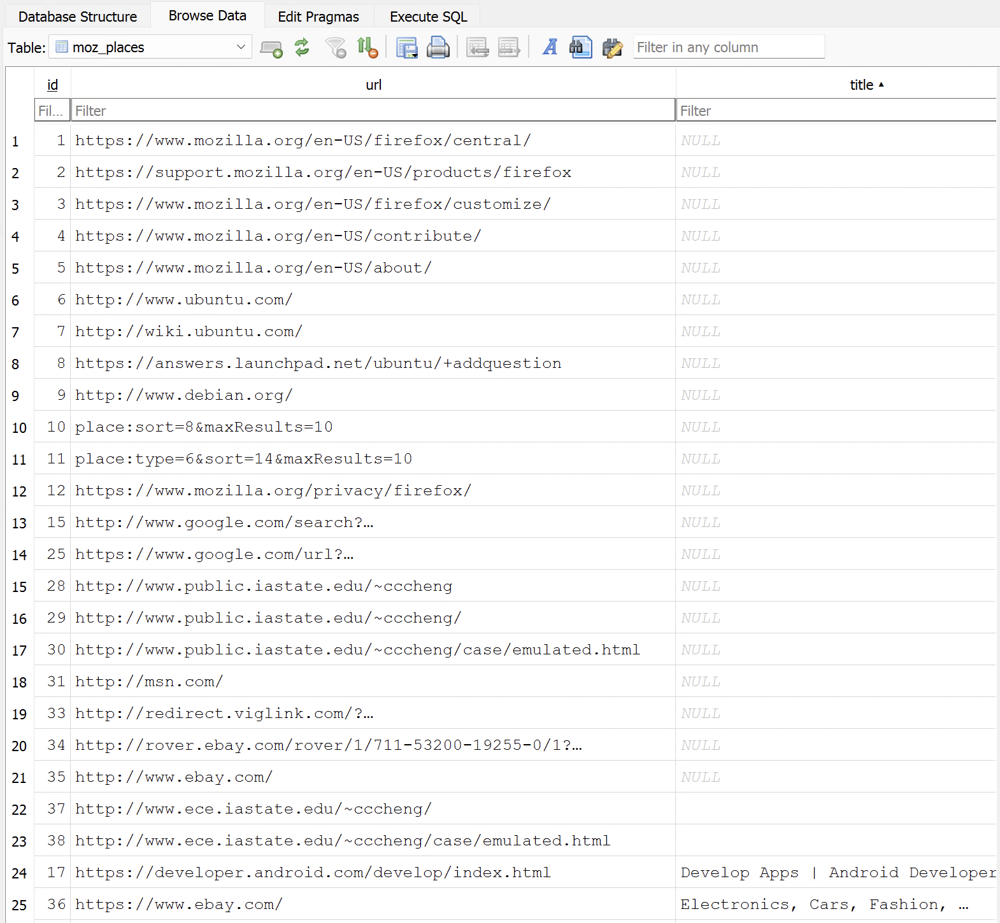 Database Structure Browse Data Edit Pragmas Execute SQL
Table: moz_places Filter in any column
id url title
Fil... Filter Filter
1 1 https://www.mozilla.org/en-US/firefox/central/ NULL
2 2 https://support.mozilla.org/en-US/products/firefox NULL
3 3 https://www.mozilla.org/en-US/firefox/customize/ NULL
4 4 https://www.mozilla.org/en-US/contribute/ NULL
5 5 https://www.mozilla.org/en-US/about/ NULL
6 6 http://www.ubuntu.com/ NULL
7 7 http://wiki.ubuntu.com/ NULL
8 8 https://answers.launchpad.net/ubuntu/+addquestion NULL
9 9 http://www.debian.org/ NULL
10 10 place:sort=8&maxResults=10 NULL
11 11 place:type=6&sort=14&maxResults=10 NULL
12 12 https://www.mozilla.org/privacy/firefox/ NULL
13 15 http://www.google.com/search?… NULL
14 25 https://www.google.com/url?… NULL
15 28 http://www.public.iastate.edu/~cccheng NULL
16 29 http://www.public.iastate.edu/~cccheng/ NULL
17 30 http://www.public.iastate.edu/~cccheng/case/emulated.html NULL
18 31 http://msn.com/ NULL
19 33 http://redirect.viglink.com/?… NULL
20 34 http://rover.ebay.com/rover/1/711-53200-19255-0/1?… NULL
21 35 http://www.ebay.com/ NULL
22 37 http://www.ece.iastate.edu/~cccheng/
23 38 http://www.ece.iastate.edu/~cccheng/case/emulated.html
24 17 https://developer.android.com/develop/index.html Develop Apps | Android Developer
25 36 https://www.ebay.com/ Electronics, Cars, Fashion, …